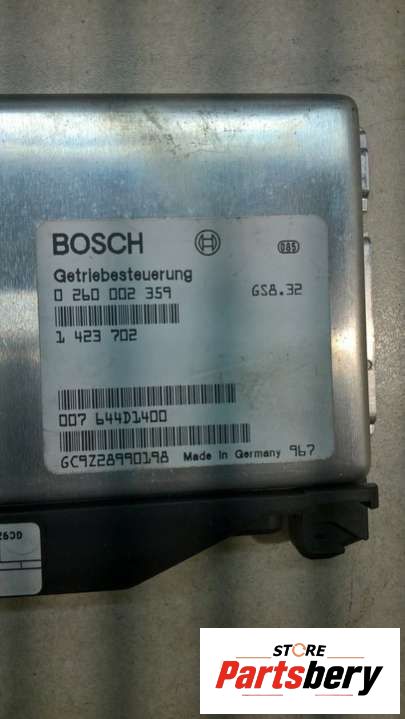 BOSCH
085
Getriebesteuerung
0 260 002 359 GS8.32
1 423 702
007 644D1400
GC9Z28990198 Made in Germany 967
STORE
Partsbery